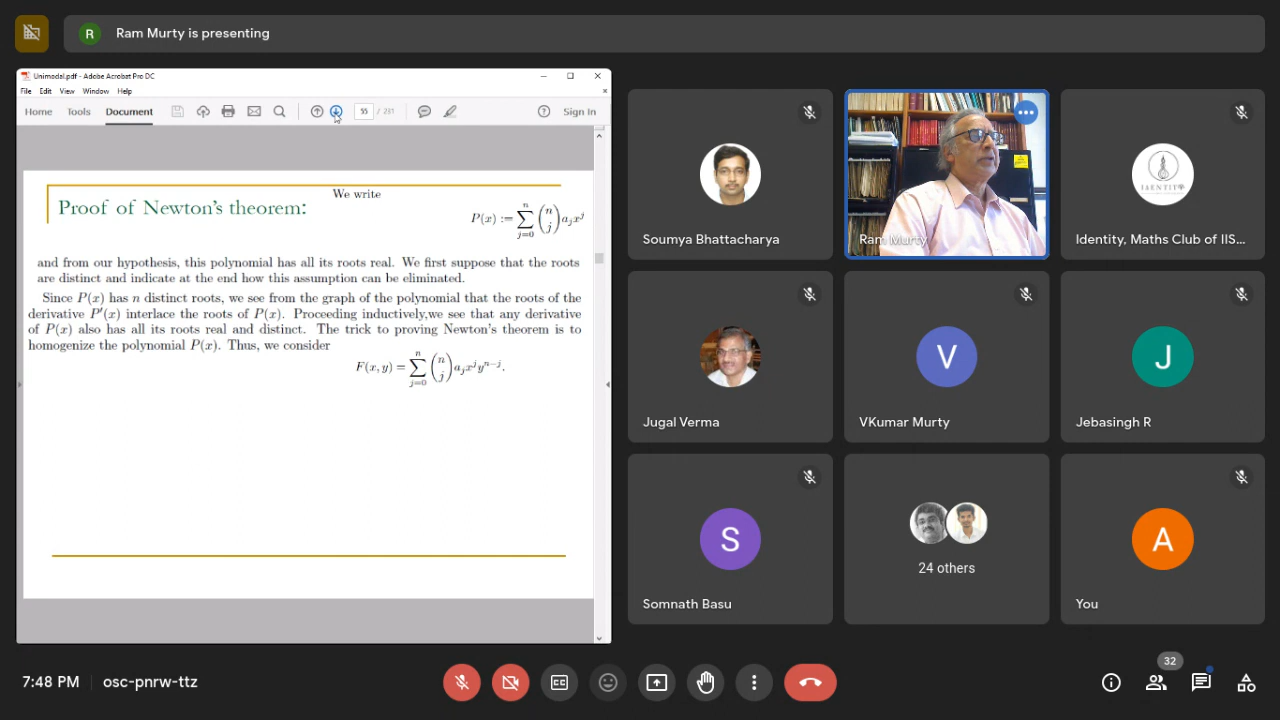 R Ram Murty is presenting
Unimodal.pdf - Adobe Acrobat Pro DC
File Edit View Window Help
Home Tools Document 55 / 231 Sign In
We write
Proof of Newton's theorem:
P(x) := \sum_{j=0}^{n} \binom{n}{j} a_j x^j
and from our hypothesis, this polynomial has all its roots real. We first suppose that the roots
are distinct and indicate at the end how this assumption can be eliminated.
Since P(x) has n distinct roots, we see from the graph of the polynomial that the roots of the
derivative P'(x) interlace the roots of P(x). Proceeding inductively,we see that any derivative
of P(x) also has all its roots real and distinct. The trick to proving Newton's theorem is to
homogenize the polynomial P(x). Thus, we consider
F(x, y) = \sum_{j=0}^{n} \binom{n}{j} a_j x^j y^{n-j}.
Soumya Bhattacharya
Ram Murty
IDENTITY
Identity, Maths Club of IIS...
Jugal Verma
V
VKumar Murty
J
Jebasingh R
S
Somnath Basu
24 others
A
You
7:48 PM | osc-pnrw-ttz
CC
32